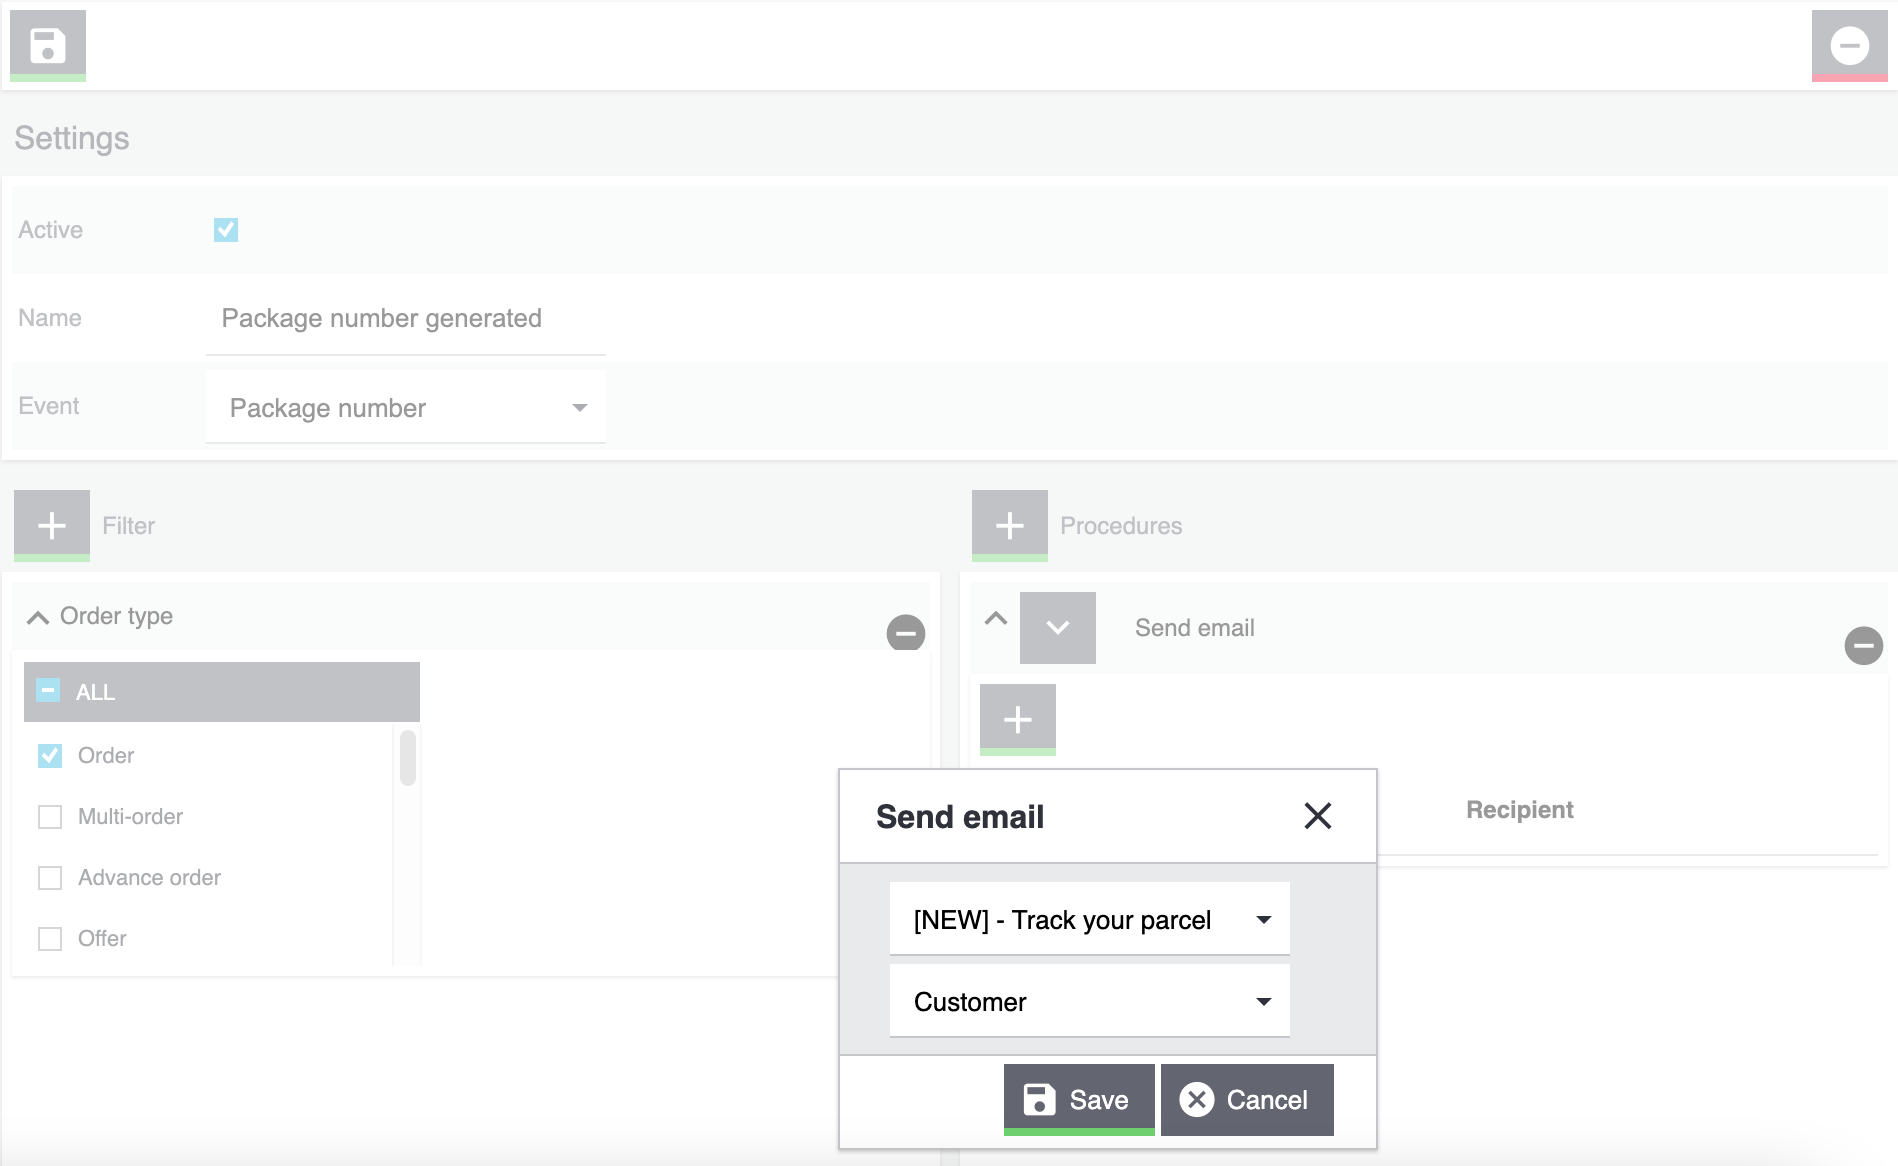 Settings
Active
Name
Package number generated
Event
Package number
Filter
Procedures
Order type
Send email
ALL
Order
Multi-order
Advance order
Offer
Recipient
Send email
[NEW] - Track your parcel
Customer
Save
Cancel